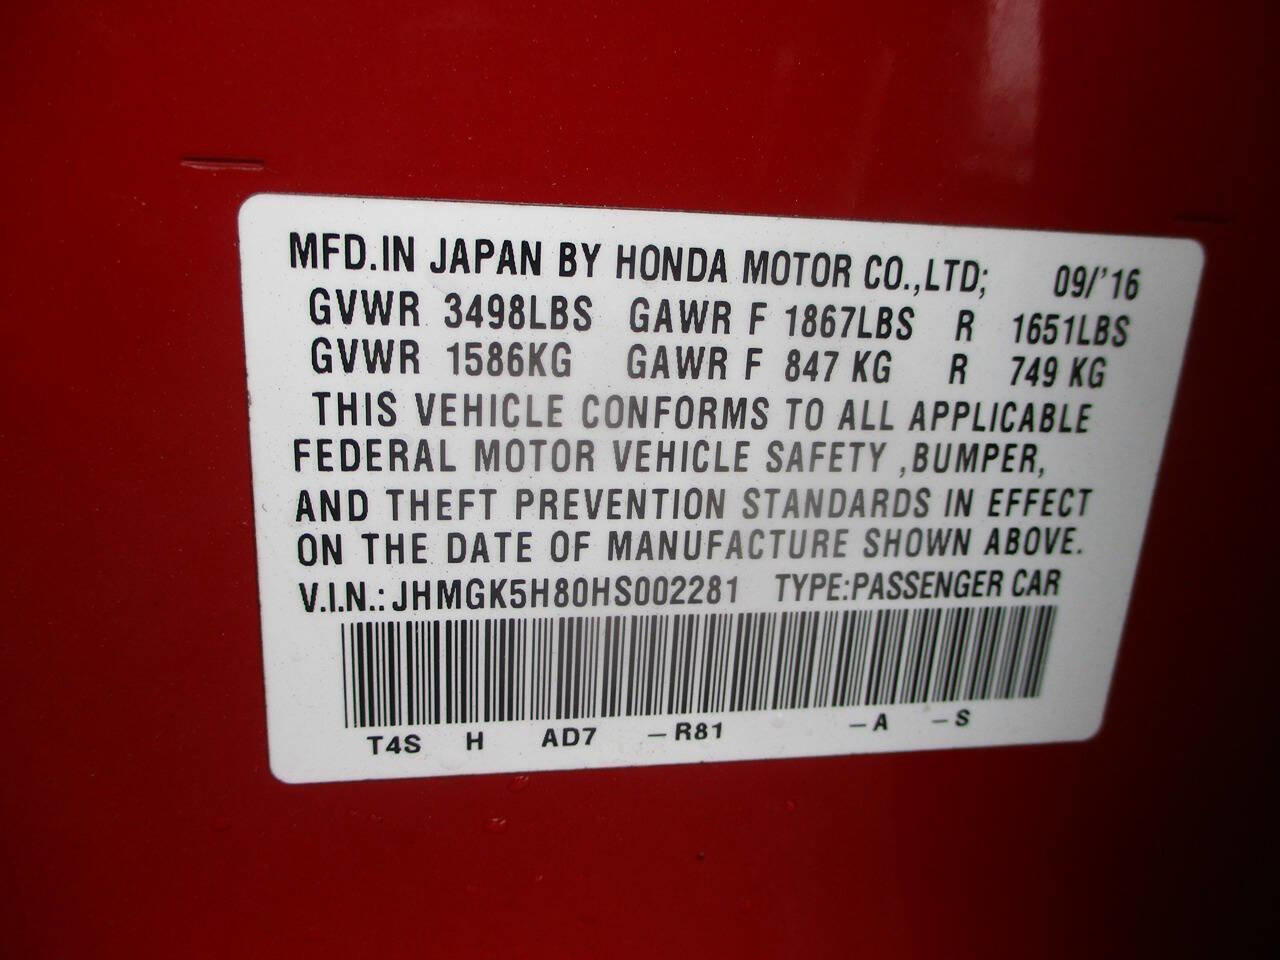 MFD.IN JAPAN BY HONDA MOTOR CO.,LTD; 09/'16
GVWR 3498LBS GAWR F 1867LBS R 1651LBS
GVWR 1586KG GAWR F 847 KG R 749 KG
THIS VEHICLE CONFORMS TO ALL APPLICABLE
FEDERAL MOTOR VEHICLE SAFETY ,BUMPER,
AND THEFT PREVENTION STANDARDS IN EFFECT
ON THE DATE OF MANUFACTURE SHOWN ABOVE.
V.I.N.: JHMGK5H80HS002281 TYPE:PASSENGER CAR
T4S H AD7 –R81 –A –S